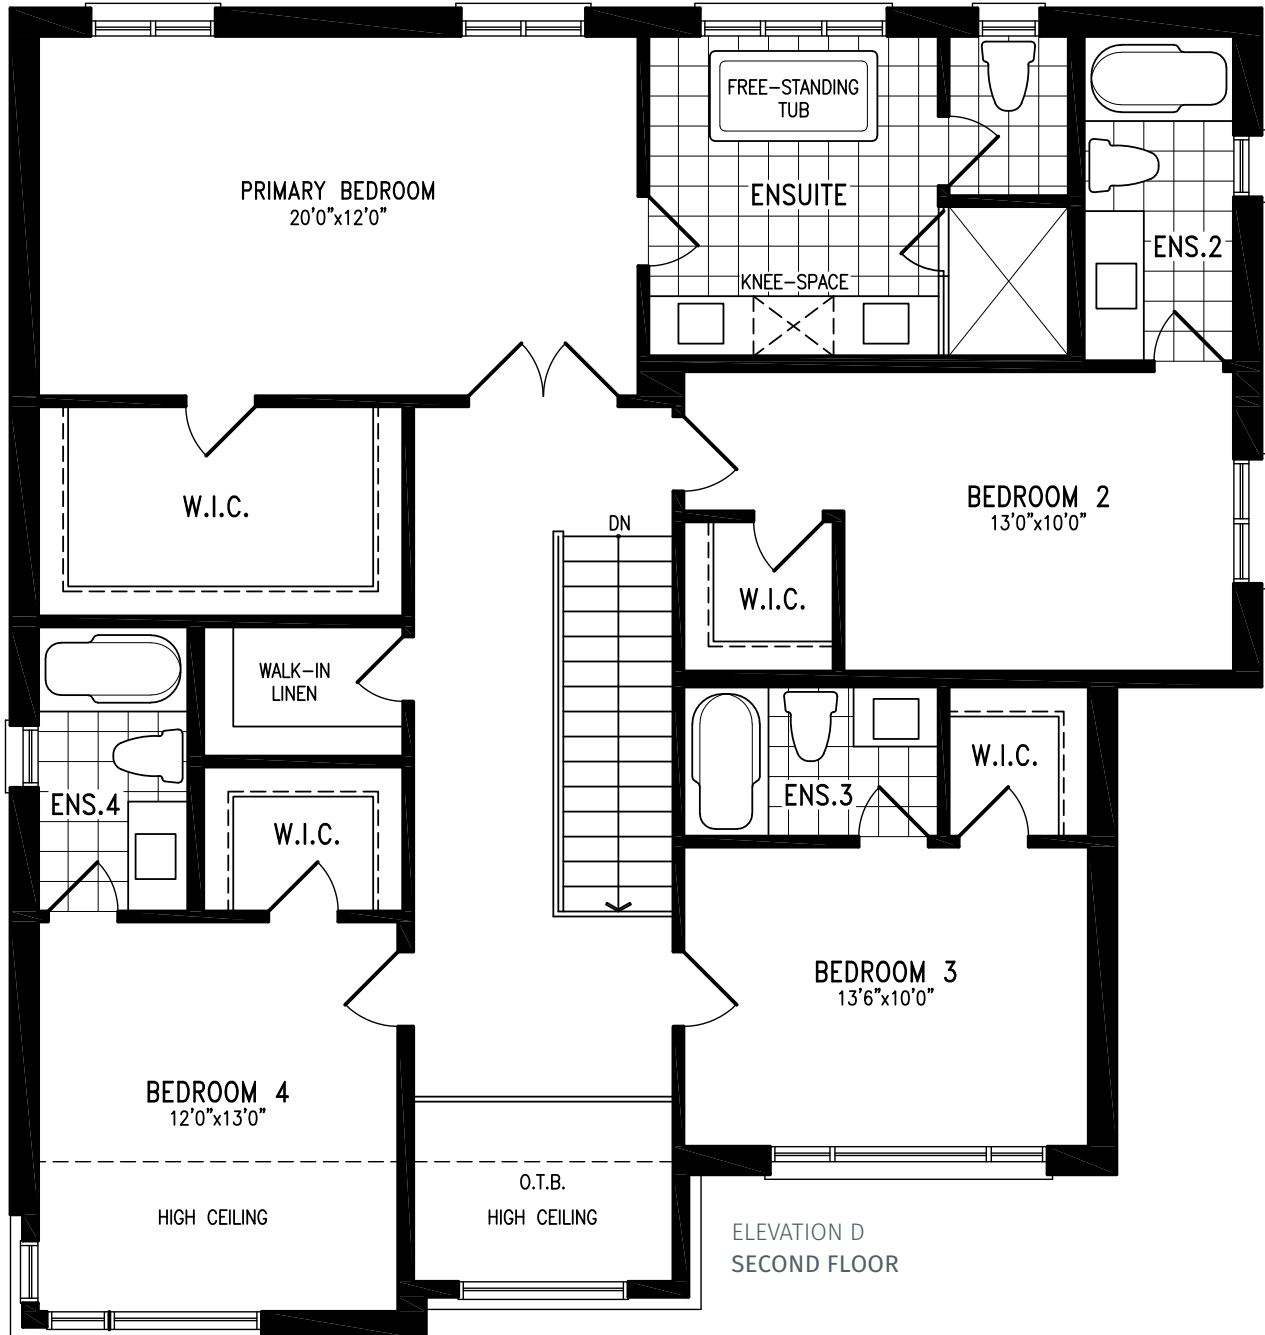 FREE-STANDING
TUB
PRIMARY BEDROOM
20'0"x12'0"
ENSUITE
ENS.2
KNEE-SPACE
W.I.C.
BEDROOM 2
13'0"x10'0"
DN
W.I.C.
WALK-IN
LINEN
W.I.C.
ENS.3
ENS.4
W.I.C.
BEDROOM 3
13'6"x10'0"
BEDROOM 4
12'0"x13'0"
O.T.B.
HIGH CEILING
HIGH CEILING
ELEVATION D
SECOND FLOOR